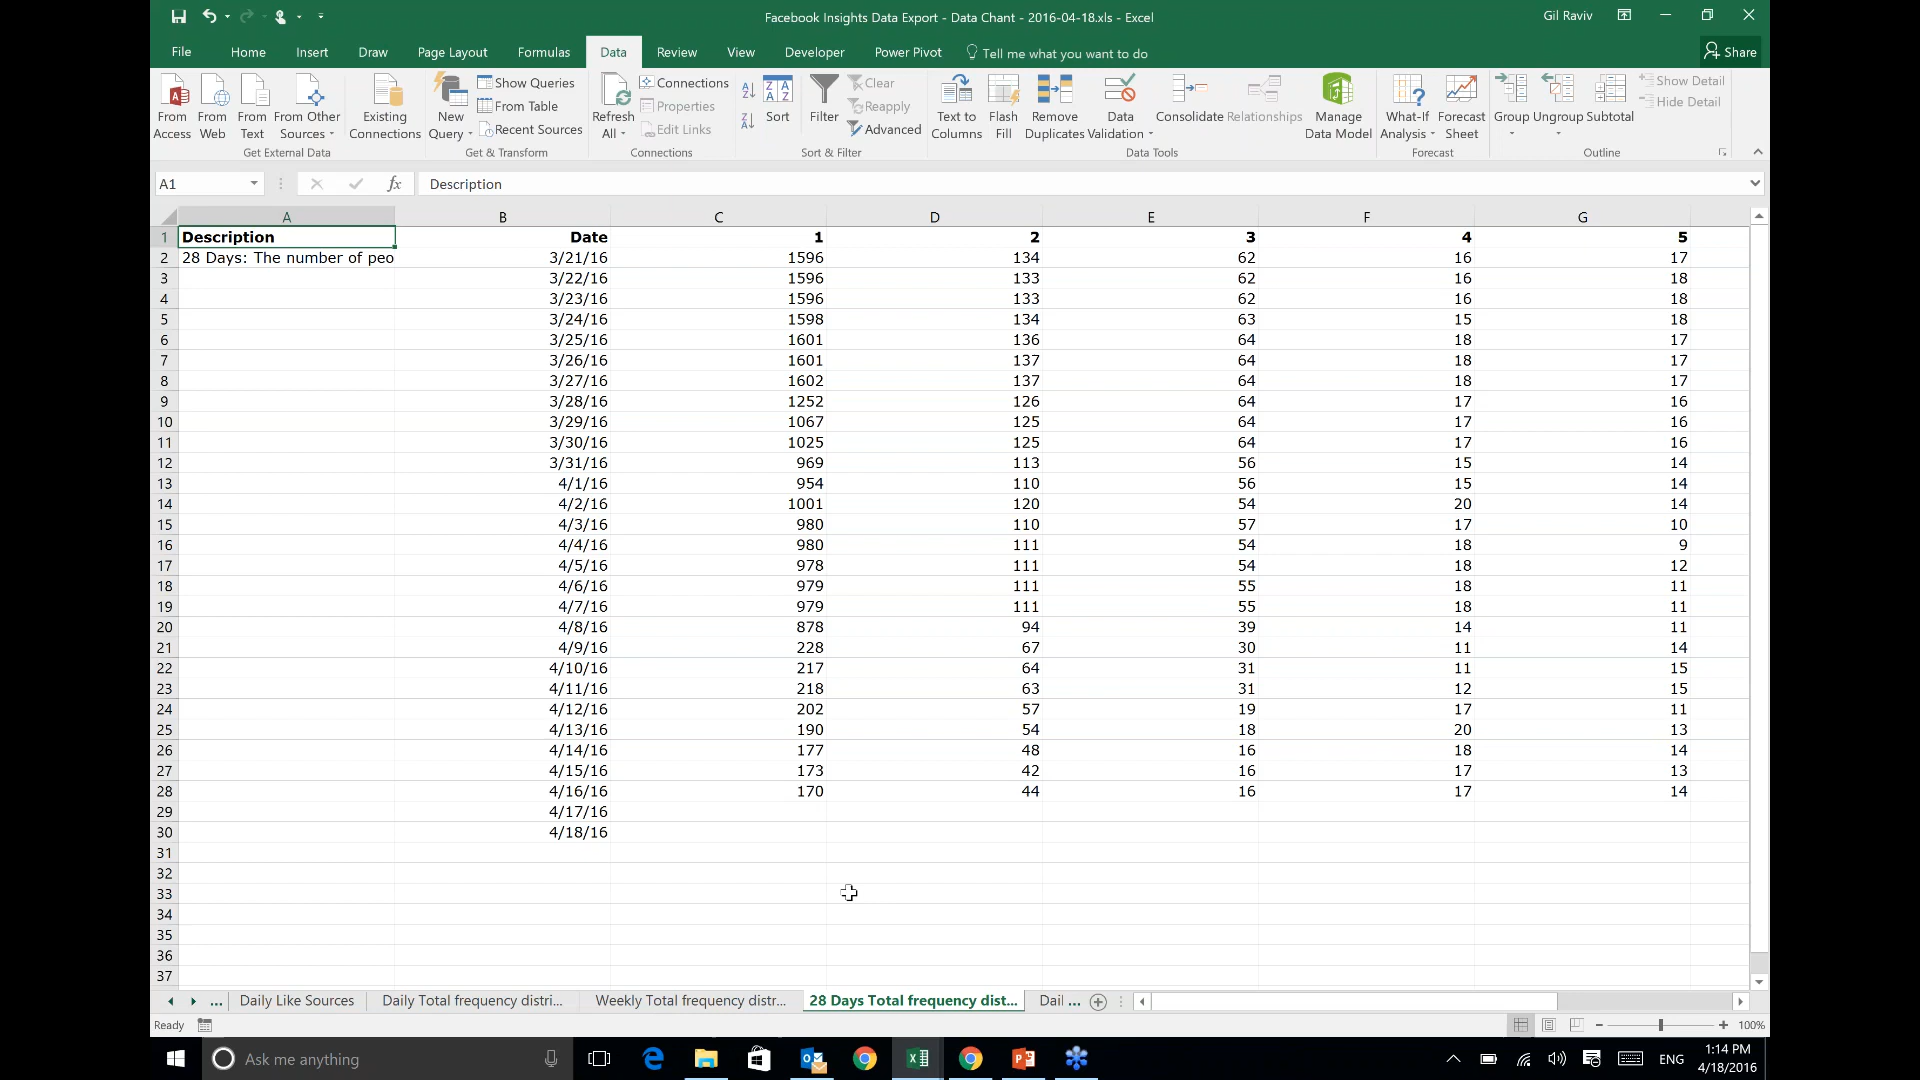 Facebook Insights Data Export - Data Chant - 2016-04-18.xls - Excel
Gil Raviv
File Home Insert Draw Page Layout Formulas Data Review View Developer Power Pivot Tell me what you want to do Share
From Access
From Web
From Text
From Other Sources
Existing Connections
Get External Data
New Query
Show Queries
From Table
Recent Sources
Get & Transform
Refresh All
Connections
Properties
Edit Links
Connections
Sort
Filter
Clear
Reapply
Advanced
Sort & Filter
Text to Columns
Flash Fill
Remove Duplicates
Data Validation
Consolidate
Relationships
Manage Data Model
Data Tools
What-If Analysis
Forecast Sheet
Forecast
Group
Ungroup
Subtotal
Show Detail
Hide Detail
Outline
A1 fx Description
A B C D E F G
1 Description Date 1 2 3 4 5
2 28 Days: The number of peo 3/21/16 1596 134 62 16 17
3 3/22/16 1596 133 62 16 18
4 3/23/16 1596 133 62 16 18
5 3/24/16 1598 134 63 15 18
6 3/25/16 1601 136 64 18 17
7 3/26/16 1601 137 64 18 17
8 3/27/16 1602 137 64 18 17
9 3/28/16 1252 126 64 17 16
10 3/29/16 1067 125 64 17 16
11 3/30/16 1025 125 64 17 16
12 3/31/16 969 113 56 15 14
13 4/1/16 954 110 56 15 14
14 4/2/16 1001 120 54 20 14
15 4/3/16 980 110 57 17 10
16 4/4/16 980 111 54 18 9
17 4/5/16 978 111 54 18 12
18 4/6/16 979 111 55 18 11
19 4/7/16 979 111 55 18 11
20 4/8/16 878 94 39 14 11
21 4/9/16 228 67 30 11 14
22 4/10/16 217 64 31 11 15
23 4/11/16 218 63 31 12 15
24 4/12/16 202 57 19 17 11
25 4/13/16 190 54 18 20 13
26 4/14/16 177 48 16 18 14
27 4/15/16 173 42 16 17 13
28 4/16/16 170 44 16 17 14
29 4/17/16
30 4/18/16
31
32
33
34
35
36
37
... Daily Like Sources Daily Total frequency distri... Weekly Total frequency distr... 28 Days Total frequency dist... Dail ...
Ready 100%
Ask me anything ENG 1:14 PM
4/18/2016